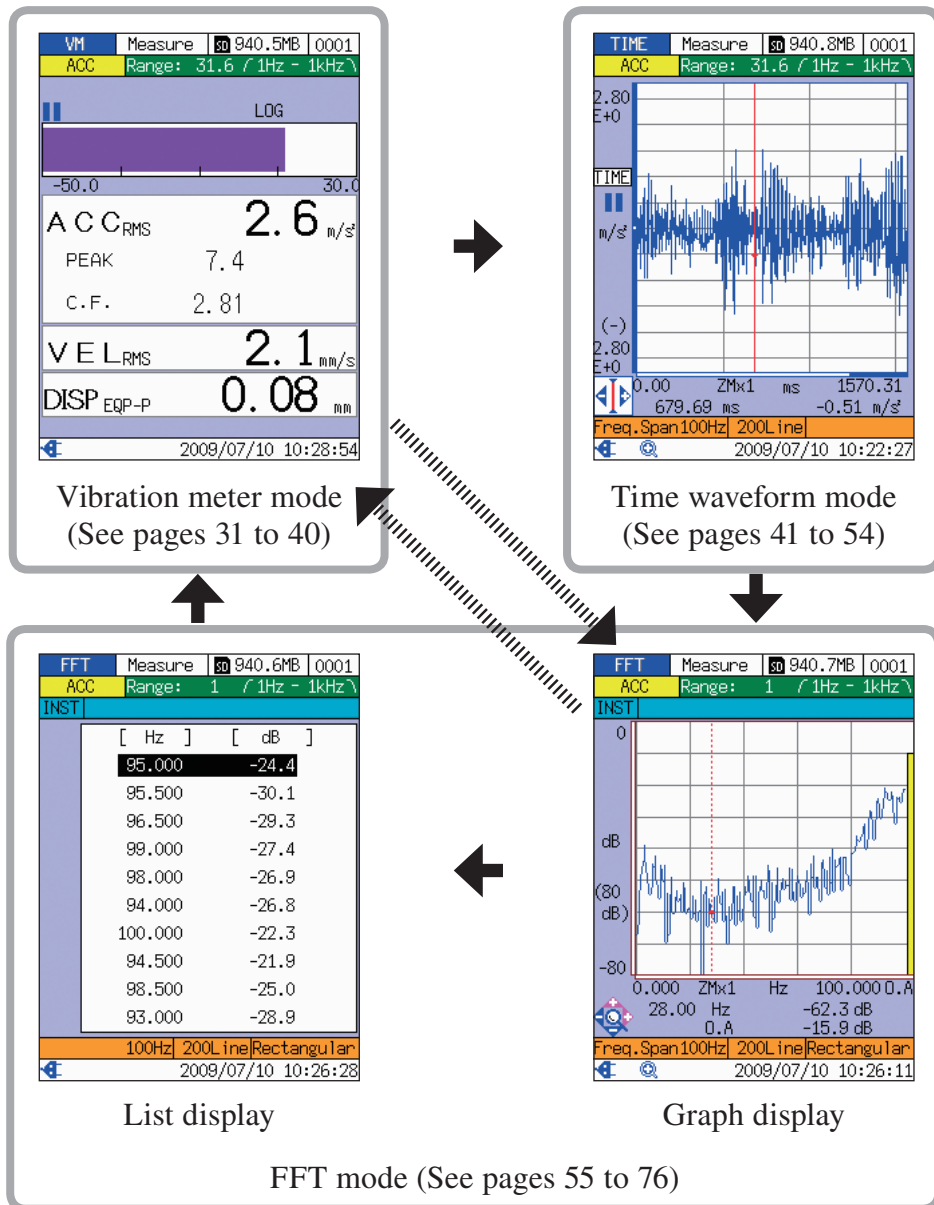 VM Measure SD 940.5MB 0001
ACC Range: 31.6 1Hz - 1kHz
LOG
-50.0 30.0
ACC RMS 2.6 m/s²
PEAK 7.4
C.F. 2.81
VEL RMS 2.1 mm/s
DISP EQP-P 0.08 mm
2009/07/10 10:28:54
Vibration meter mode
(See pages 31 to 40)
TIME Measure SD 940.8MB 0001
ACC Range: 31.6 1Hz - 1kHz
2.80
E+0
TIME
m/s²
(-)
2.80
E+0
0.00 ZMx1 ms 1570.31
679.69 ms -0.51 m/s²
Freq.Span 100Hz 200Line
2009/07/10 10:22:27
Time waveform mode
(See pages 41 to 54)
FFT Measure SD 940.6MB 0001
ACC Range: 1 1Hz - 1kHz
INST
[ Hz ] [ dB ]
95.000 -24.4
95.500 -30.1
96.500 -29.3
99.000 -27.4
98.000 -26.9
94.000 -26.8
100.000 -22.3
94.500 -21.9
98.500 -25.0
93.000 -28.9
100Hz 200Line Rectangular
2009/07/10 10:26:28
List display
FFT Measure SD 940.7MB 0001
ACC Range: 1 1Hz - 1kHz
INST
0
dB
(80
dB)
-80
0.000 ZMx1 Hz 100.000 O.A
28.00 Hz -62.3 dB
O.A -15.9 dB
Freq.Span 100Hz 200Line Rectangular
2009/07/10 10:26:11
Graph display
FFT mode (See pages 55 to 76)